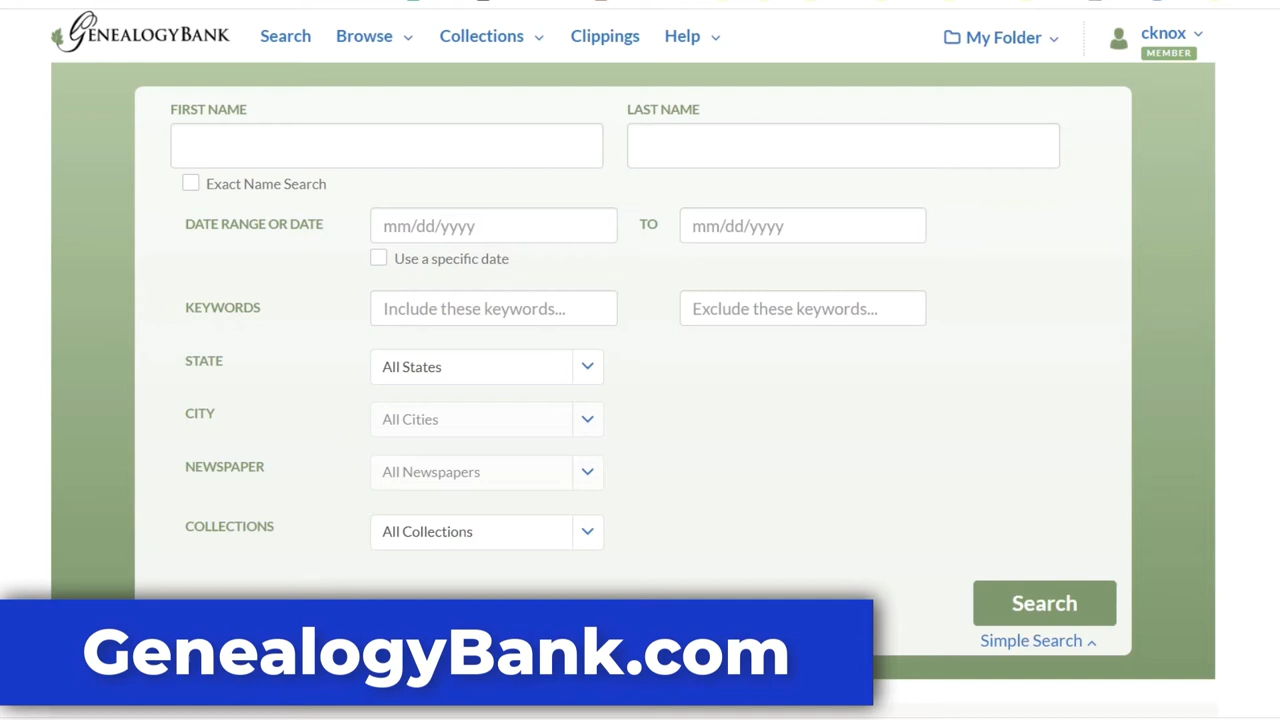 GENEALOGYBANK Search Browse Collections Clippings Help My Folder cknox
MEMBER
FIRST NAME LAST NAME
Exact Name Search
DATE RANGE OR DATE mm/dd/yyyy TO mm/dd/yyyy
Use a specific date
KEYWORDS Include these keywords... Exclude these keywords...
STATE All States
CITY All Cities
NEWSPAPER All Newspapers
COLLECTIONS All Collections
Search
Simple Search
GenealogyBank.com